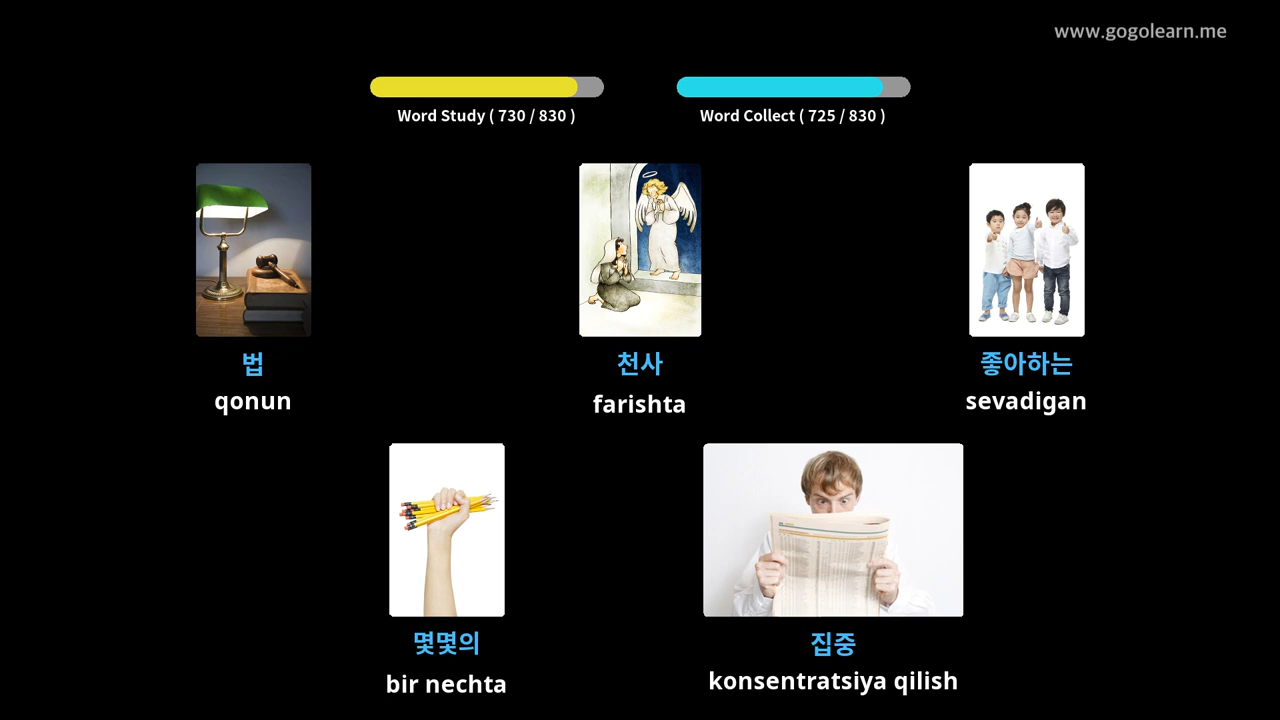 www.gogolearn.me
Word Study ( 730 / 830 )
Word Collect ( 725 / 830 )
법
qonun
천사
farishta
좋아하는
sevadigan
몇몇의
bir nechta
집중
konsentratsiya qilish